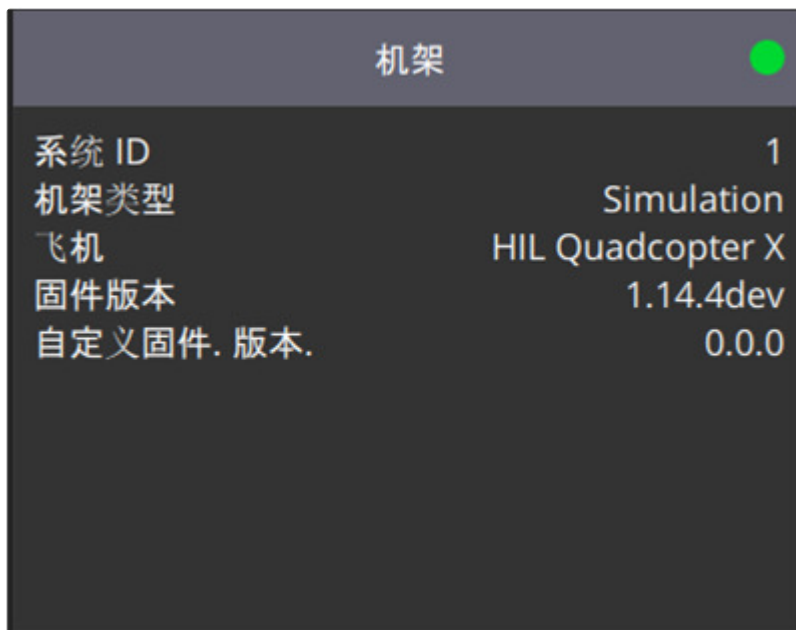 机架
系统 ID 1
机架类型 Simulation
飞机 HIL Quadcopter X
固件版本 1.14.4dev
自定义固件. 版本. 0.0.0